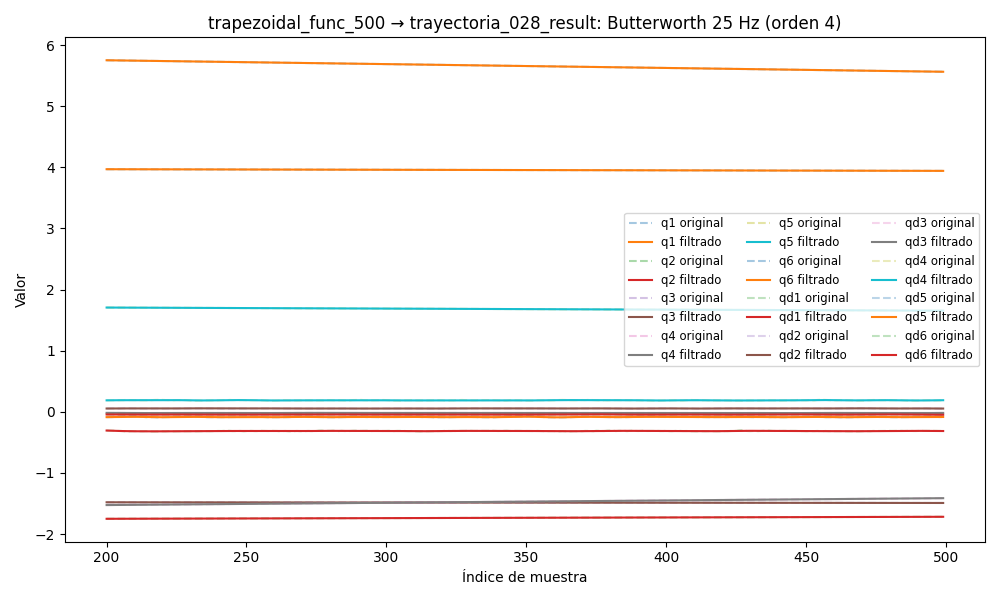 trapezoidal_func_500 → trayectoria_028_result: Butterworth 25 Hz (orden 4)
Valor
6
5
4
3
2
1
0
−1
−2
q1 original
q1 filtrado
q2 original
q2 filtrado
q3 original
q3 filtrado
q4 original
q4 filtrado
q5 original
q5 filtrado
q6 original
q6 filtrado
qd1 original
qd1 filtrado
qd2 original
qd2 filtrado
qd3 original
qd3 filtrado
qd4 original
qd4 filtrado
qd5 original
qd5 filtrado
qd6 original
qd6 filtrado
200 250 300 350 400 450 500
Índice de muestra